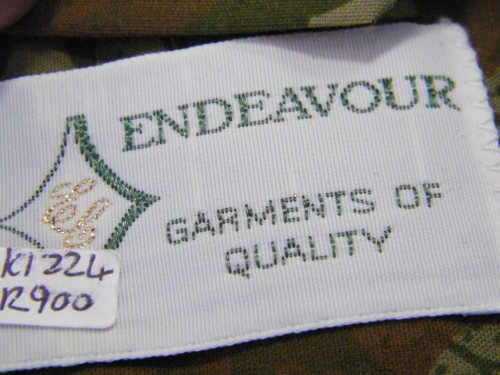 ENDEAVOUR
GARMENTS OF
QUALITY
K1224
R900